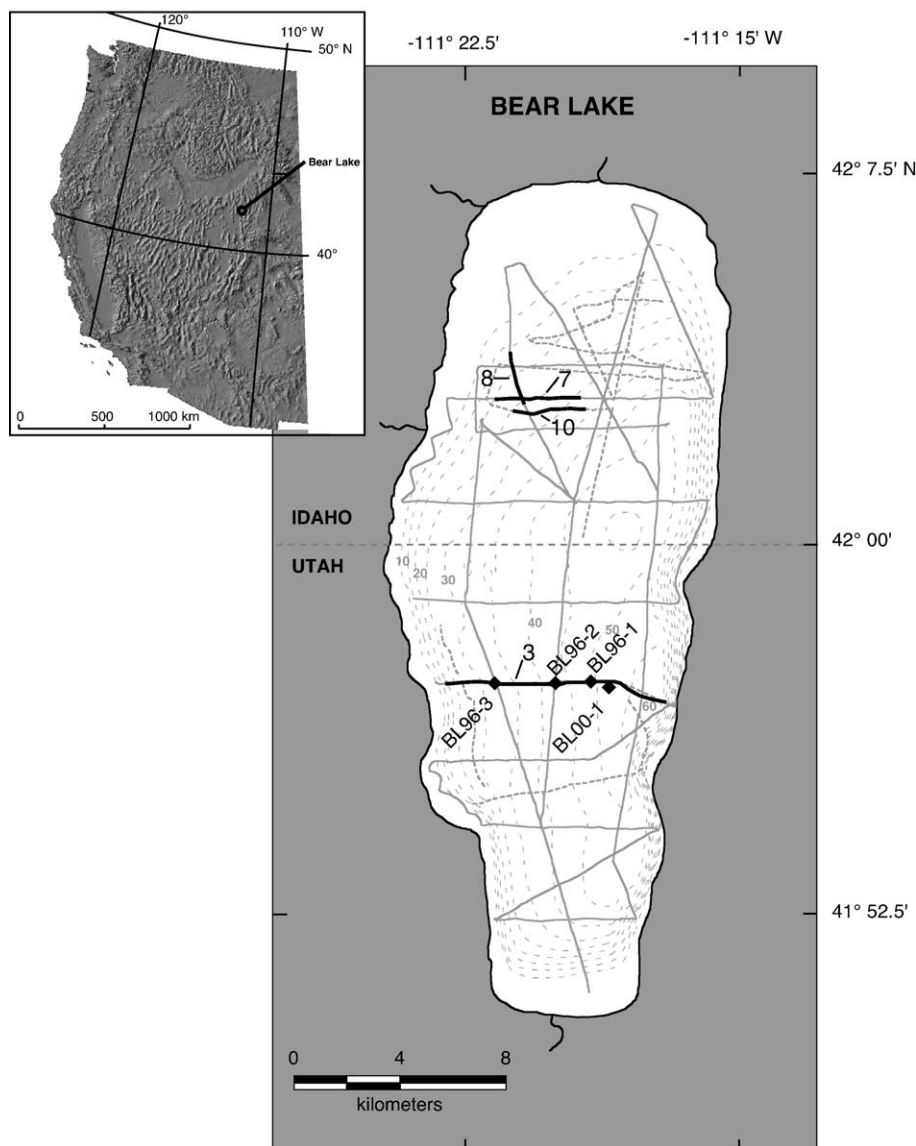 120°
110° W
50° N
Bear Lake
40°
0 500 1000 km
-111° 22.5'
-111° 15' W
BEAR LAKE
42° 7.5' N
8
7
10
IDAHO
42° 00'
UTAH
10
20
30
40
50
3
BL96-2
BL96-1
BL96-3
BL00-1
60
41° 52.5'
0 4 8
kilometers